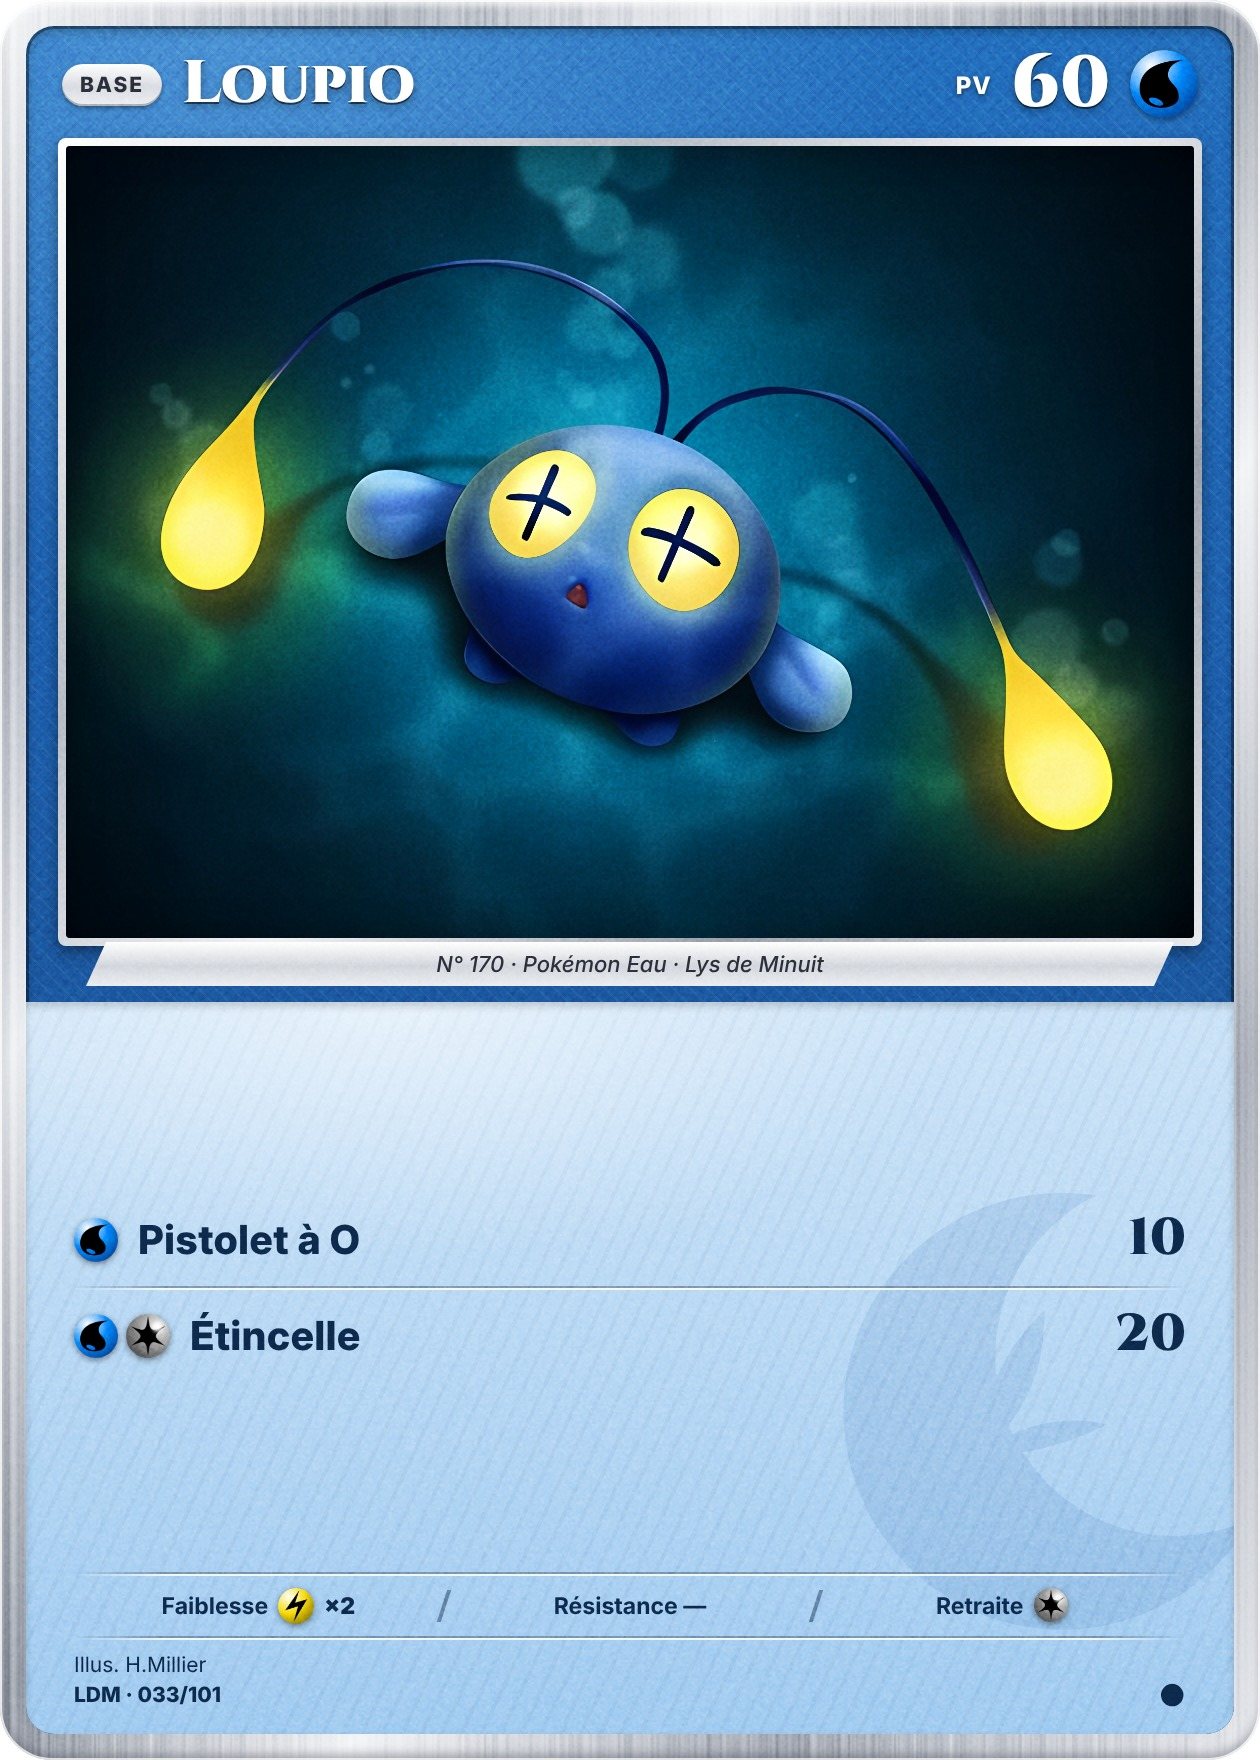 BASE LOUPIO PV 60
N° 170 · Pokémon Eau · Lys de Minuit
Pistolet à O 10
Étincelle 20
Faiblesse ×2 / Résistance — / Retraite
Illus. H.Millier
LDM · 033/101